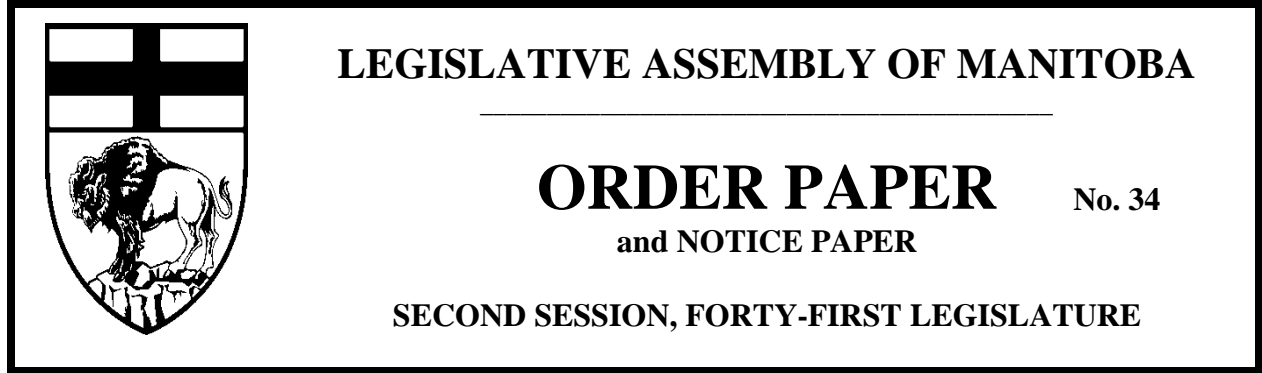 LEGISLATIVE ASSEMBLY OF MANITOBA
ORDER PAPER No. 34
and NOTICE PAPER
SECOND SESSION, FORTY-FIRST LEGISLATURE